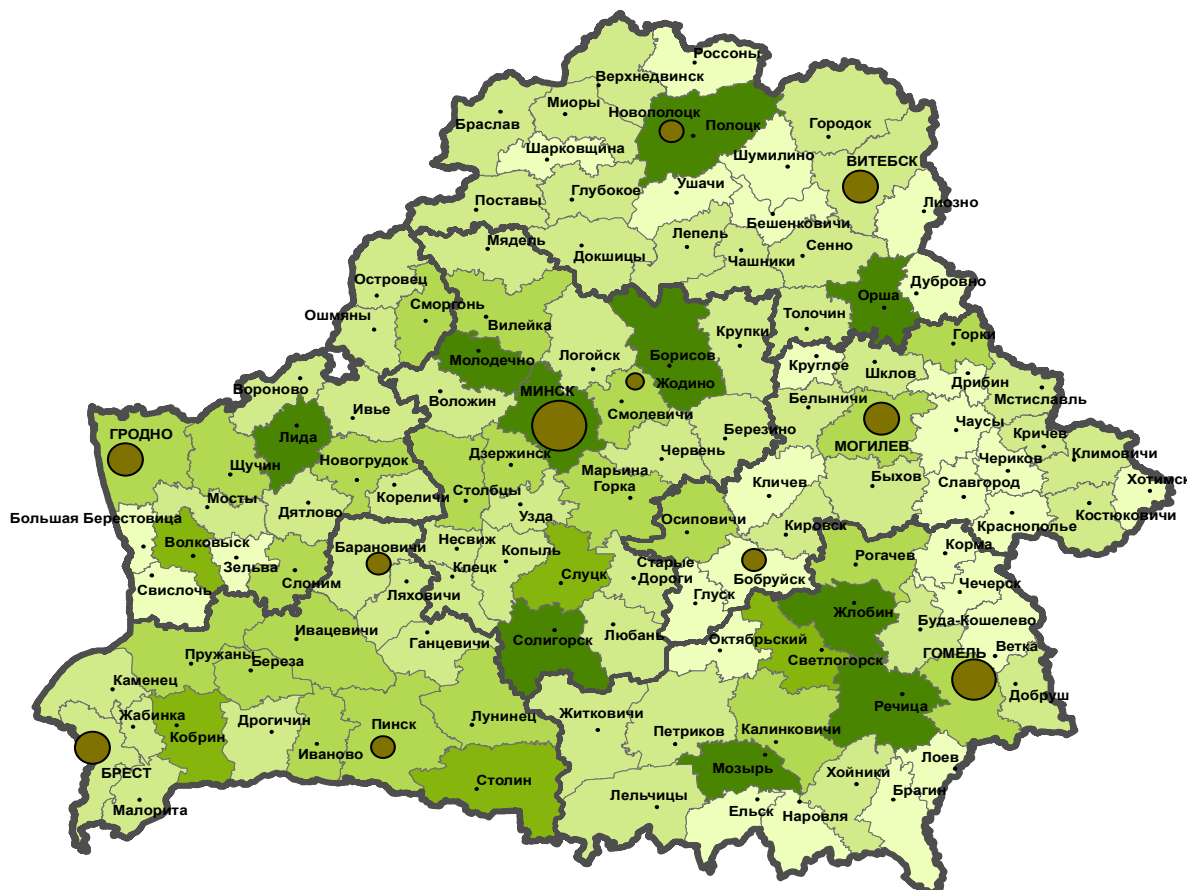 Россоны
Верхнедвинск
Миоры
Браслав
Новополоцк
Полоцк
Городок
Шарковщина
Шумилино
ВИТЕБСК
Глубокое
Ушачи
Поставы
Лиозно
Бешенковичи
Лепель
Мядель
Докшицы
Чашники
Сенно
Островец
Дубровно
Орша
Сморгонь
Ошмяны
Вилейка
Толочин
Крупки
Горки
Молодечно
Логойск
Борисов
Круглое
Шклов
Дрибин
Жодино
Вороново
МИНСК
Воложин
Белыничи
Мстиславль
Ивье
Смолевичи
Чаусы
Лида
ГРОДНО
Березино
МОГИЛЕВ
Кричев
Червень
Климовичи
Дзержинск
Новогрудок
Щучин
Марьина
Горка
Чериков
Быхов
Хотимск
Кличев
Славгород
Столбцы
Кореличи
Мосты
Дятлово
Узда
Костюковичи
Большая Берестовица
Осиповичи
Кировск
Краснополье
Несвиж
Барановичи
Волковыск
Копыль
Корма
Рогачев
Старые
Дороги
Зельва
Клецк
Слуцк
Бобруйск
Слоним
Чечерск
Свислочь
Ляховичи
Глуск
Жлобин
Буда-Кошелево
Ивацевичи
Солигорск
Любань
Октябрьский
Ганцевичи
Ветка
ГОМЕЛЬ
Светлогорск
Пружаны
Береза
Каменец
Добруш
Речица
Жабинка
Дрогичин
Пинск
Лунинец
Житковичи
Кобрин
Калинковичи
Петриков
Иваново
Лоев
БРЕСТ
Мозырь
Хойники
Столин
Брагин
Лельчицы
Малорита
Ельск
Наровля